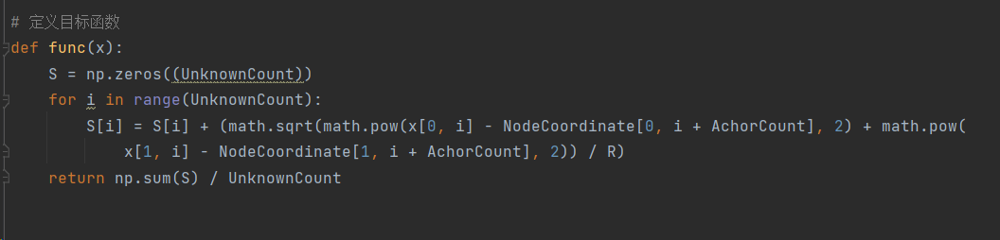 # 定义目标函数
def func(x):
    S = np.zeros((UnknownCount))
    for i in range(UnknownCount):
        S[i] = S[i] + (math.sqrt(math.pow(x[0, i] - NodeCoordinate[0, i + AchorCount], 2) + math.pow(
            x[1, i] - NodeCoordinate[1, i + AchorCount], 2)) / R)
    return np.sum(S) / UnknownCount